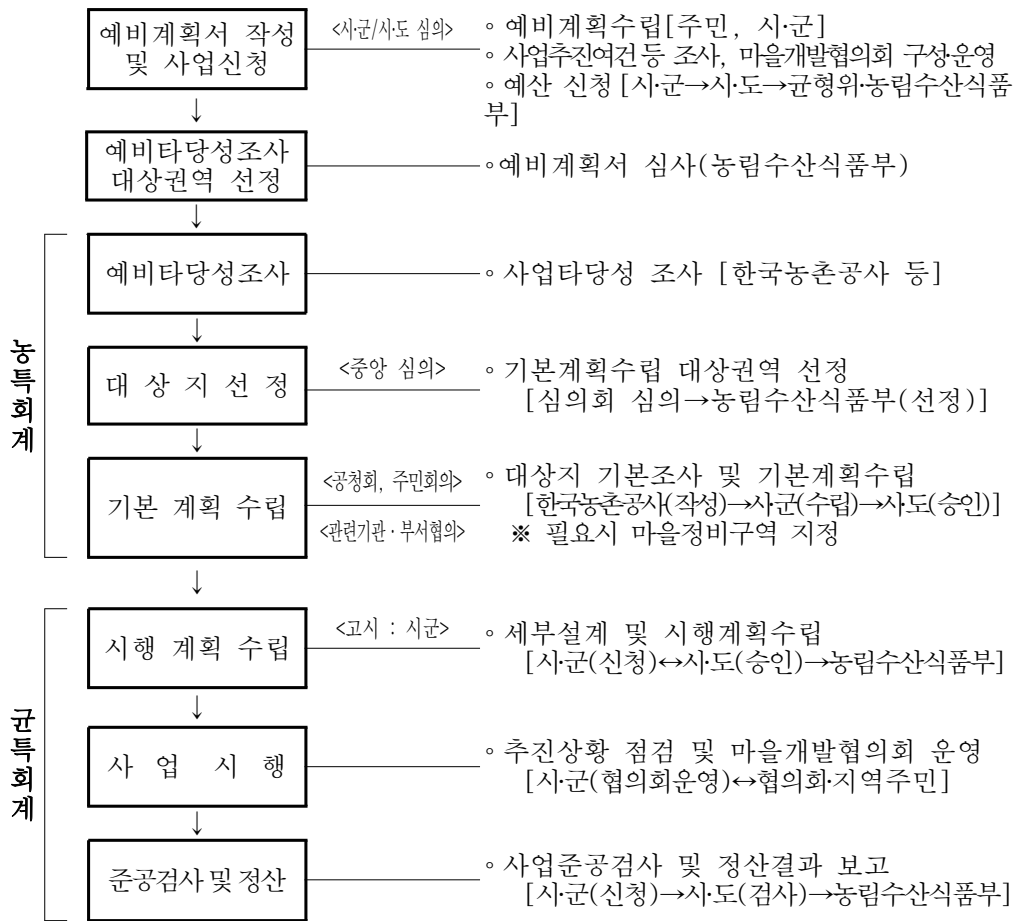 예비계획서 작성
및 사업신청
<시·군/시·도 심의>
◦ 예비계획수립[주민, 시·군]
◦ 사업추진여건등 조사, 마을개발협의회 구성·운영
◦ 예산 신청 [시·군→시·도→균형위·농림수산식품
부]
↓
예비타당성조사
대상권역 선정
◦예비계획서 심사(농림수산식품부)
↓
농특회계
예비타당성조사
◦ 사업타당성 조사 [한국농촌공사 등]
↓
대 상 지 선 정
<중앙 심의>
◦ 기본계획수립 대상권역 선정
[심의회 심의→농림수산식품부(선정)]
↓
기본 계획 수립
<공청회, 주민회의>
<관련기관·부서협의>
◦ 대상지 기본조사 및 기본계획수립
[한국농촌공사(작성)→시·군(수립)→시·도(승인)]
※ 필요시 마을정비구역 지정
↓
균특회계
시행 계획 수립
<고시 : 시군>
◦ 세부설계 및 시행계획수립
[시·군(신청)↔시·도(승인)→농림수산식품부]
↓
사 업 시 행
◦ 추진상황 점검 및 마을개발협의회 운영
[시·군(협의회운영)↔협의회·지역주민]
↓
준공검사 및 정산
◦ 사업준공검사 및 정산결과 보고
[시·군(신청)→시·도(검사)→농림수산식품부]